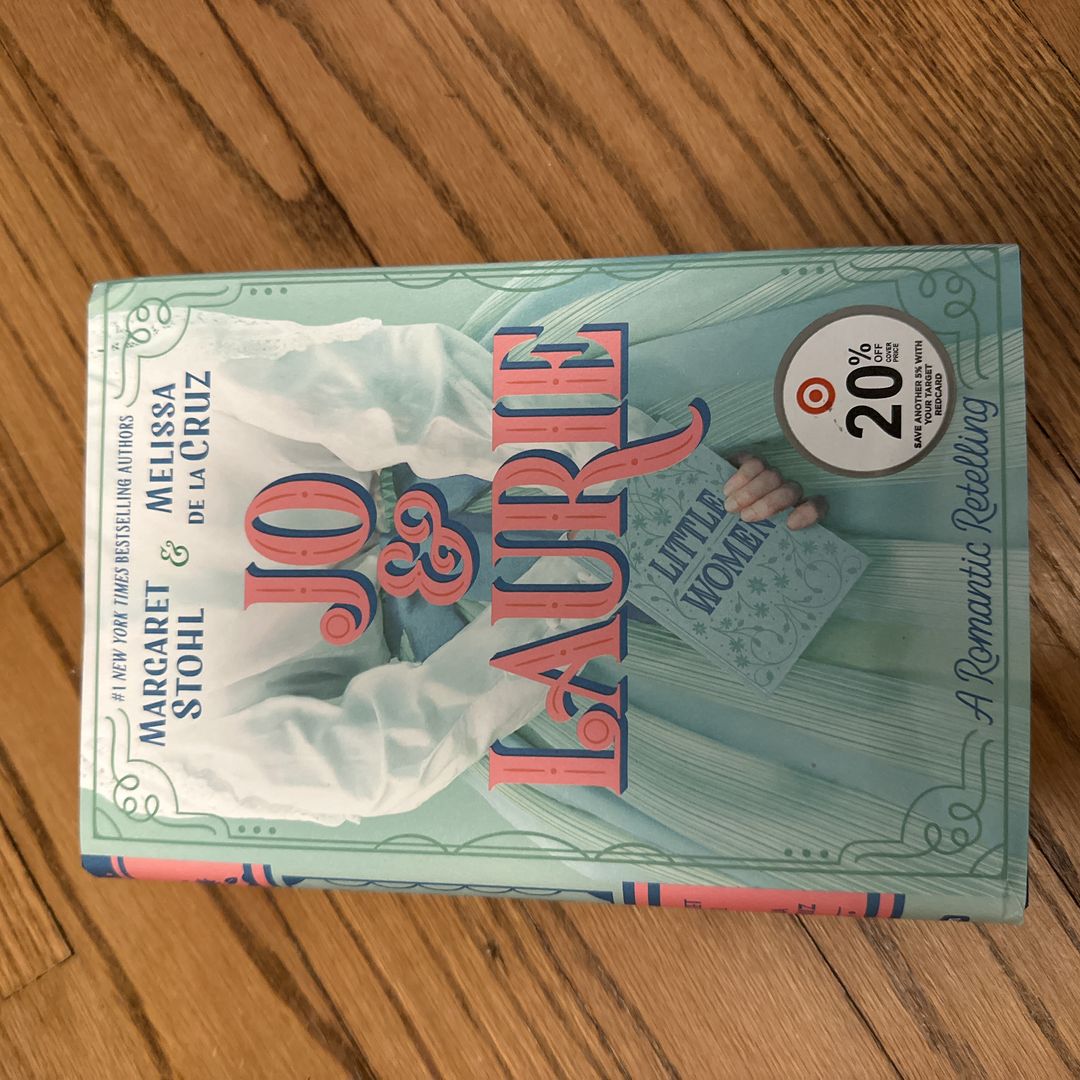 #1 NEW YORK TIMES BESTSELLING AUTHORS
MARGARET
STOHL
&
MELISSA
DE LA CRUZ
JO
&
LAURIE
LITTLE
WOMEN
20%
OFF
COVER
PRICE
SAVE ANOTHER 5% WITH
YOUR TARGET
REDCARD
A Romantic Retelling